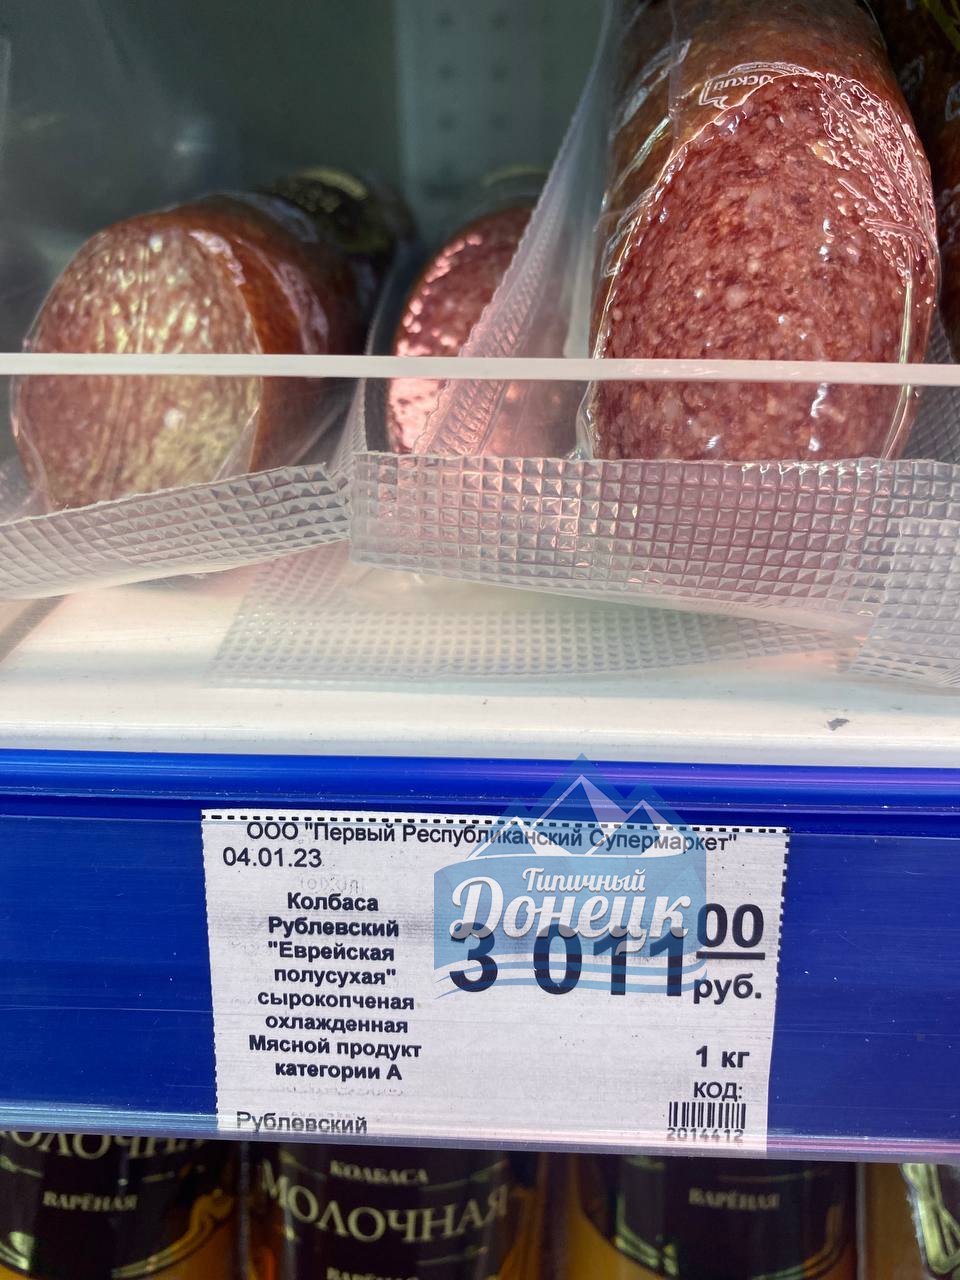 ООО "Первый Республиканский Супермаркет"
04.01.23
Колбаса
Рублевский
"Еврейская
полусухая"
сырокопченая
охлажденная
Мясной продукт
категории А
Рублевский
Типичный
Донецк
3 011 00
руб.
1 кг
КОД:
2014412
ВАРЁНАЯ
КОЛБАСА
МОЛОЧНАЯ
ВАРЁНАЯ